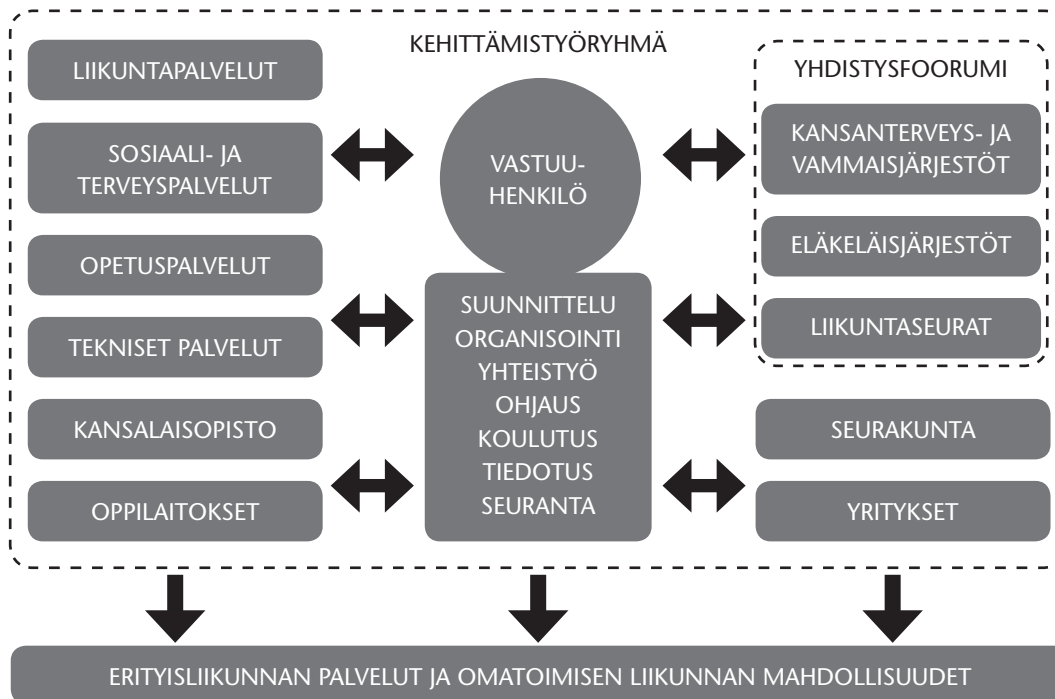 KEHITTÄMISTYÖRYHMÄ
LIIKUNTAPALVELUT
SOSIAALI- JA
TERVEYSPALVELUT
OPETUSPALVELUT
TEKNISET PALVELUT
KANSALAISOPISTO
OPPILAITOKSET
VASTUU-
HENKILÖ
SUUNNITTELU
ORGANISOINTI
YHTEISTYÖ
OHJAUS
KOULUTUS
TIEDOTUS
SEURANTA
YHDISTYSFOORUMI
KANSANTERVEYS- JA
VAMMAISJÄRJESTÖT
ELÄKELÄISJÄRJESTÖT
LIIKUNTASEURAT
SEURAKUNTA
YRITYKSET
ERITYISLIIKUNNAN PALVELUT JA OMATOIMISEN LIIKUNNAN MAHDOLLISUUDET